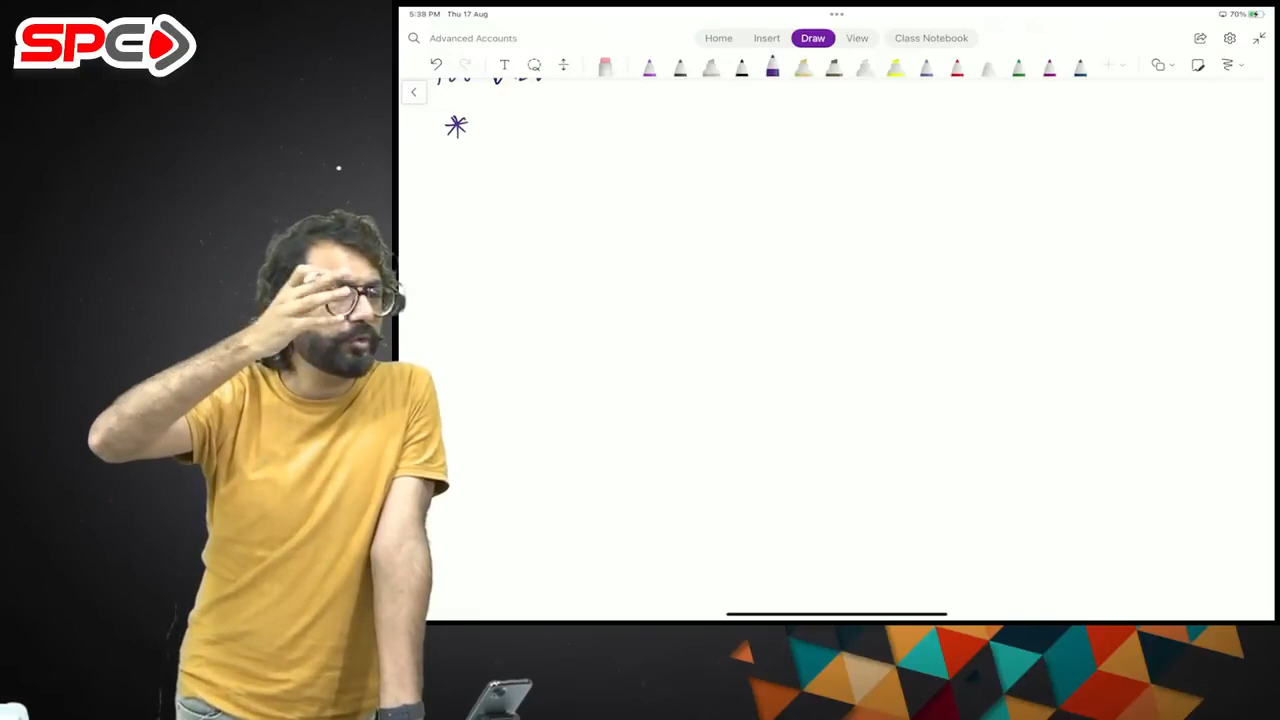 SPE
5:38 PM Thu 17 Aug
70%
Advanced Accounts
Home Insert Draw View Class Notebook
T
*